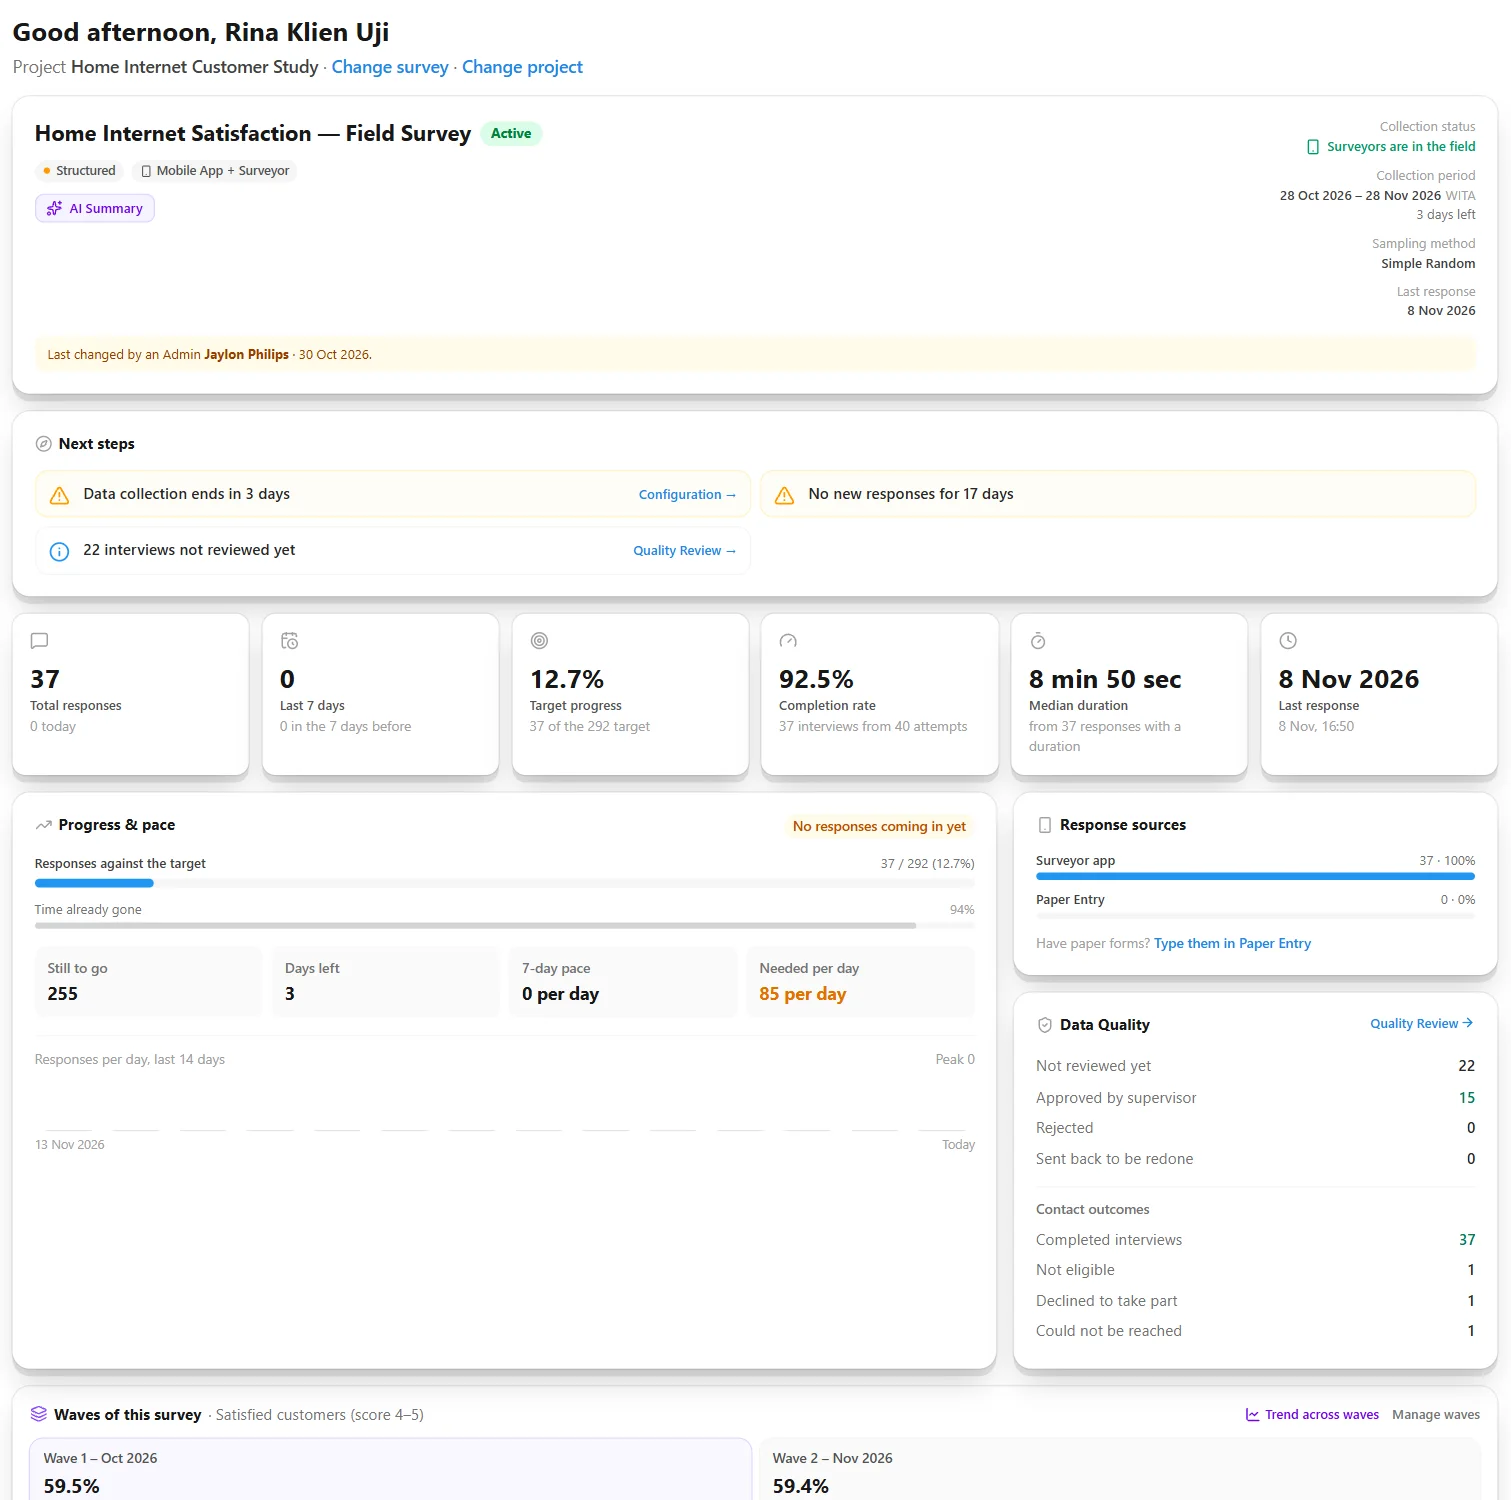 Good afternoon, Rina Klien Uji
Project Home Internet Customer Study · Change survey · Change project
Home Internet Satisfaction — Field Survey Active
Structured Mobile App + Surveyor
AI Summary
Collection status
Surveyors are in the field
Collection period
28 Oct 2026 – 28 Nov 2026 WITA
3 days left
Sampling method
Simple Random
Last response
8 Nov 2026
Last changed by an Admin Jaylon Philips · 30 Oct 2026.
Next steps
Data collection ends in 3 days Configuration →
No new responses for 17 days
22 interviews not reviewed yet Quality Review →
37
Total responses
0 today
0
Last 7 days
0 in the 7 days before
12.7%
Target progress
37 of the 292 target
92.5%
Completion rate
37 interviews from 40 attempts
8 min 50 sec
Median duration
from 37 responses with a
duration
8 Nov 2026
Last response
8 Nov, 16:50
Progress & pace No responses coming in yet
Responses against the target 37 / 292 (12.7%)
Time already gone 94%
Still to go
255
Days left
3
7-day pace
0 per day
Needed per day
85 per day
Responses per day, last 14 days Peak 0
13 Nov 2026 Today
Response sources
Surveyor app 37 · 100%
Paper Entry 0 · 0%
Have paper forms? Type them in Paper Entry
Data Quality Quality Review →
Not reviewed yet 22
Approved by supervisor 15
Rejected 0
Sent back to be redone 0
Contact outcomes
Completed interviews 37
Not eligible 1
Declined to take part 1
Could not be reached 1
Waves of this survey · Satisfied customers (score 4–5) Trend across waves Manage waves
Wave 1 – Oct 2026
59.5%
Wave 2 – Nov 2026
59.4%